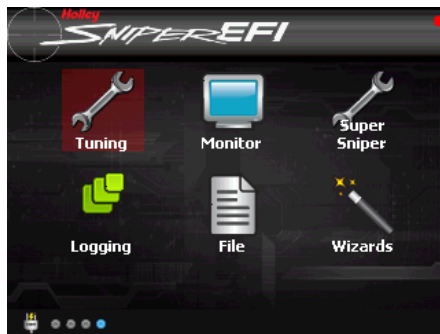 Holley
SNIPER EFI
Tuning
Monitor
Super
Sniper
Logging
File
Wizards